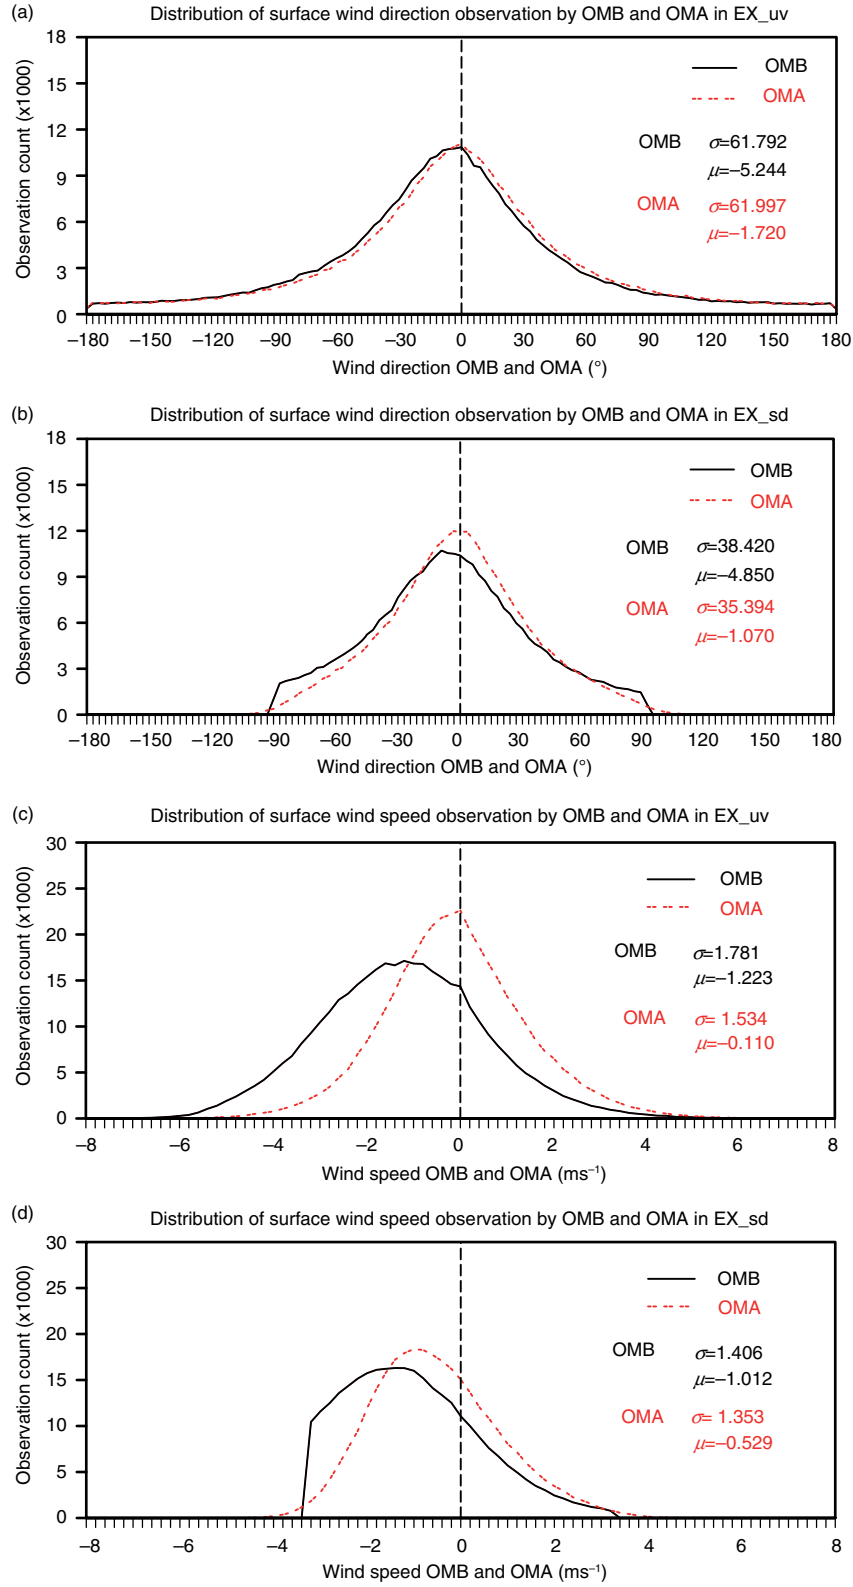 (a)
Distribution of surface wind direction observation by OMB and OMA in EX_uv
18
15
12
9
6
3
0
Observation count (x1000)
OMB
OMA
OMB σ=61.792
μ=−5.244
OMA σ=61.997
μ=−1.720
−180 −150 −120 −90 −60 −30 0 30 60 90 120 150 180
Wind direction OMB and OMA (°)
(b)
Distribution of surface wind direction observation by OMB and OMA in EX_sd
18
15
12
9
6
3
0
Observation count (x1000)
OMB
OMA
OMB σ=38.420
μ=−4.850
OMA σ=35.394
μ=−1.070
−180 −150 −120 −90 −60 −30 0 30 60 90 120 150 180
Wind direction OMB and OMA (°)
(c)
Distribution of surface wind speed observation by OMB and OMA in EX_uv
30
25
20
15
10
5
0
Observation count (x1000)
OMB
OMA
OMB σ=1.781
μ=−1.223
OMA σ= 1.534
μ=−0.110
−8 −6 −4 −2 0 2 4 6 8
Wind speed OMB and OMA (ms⁻¹)
(d)
Distribution of surface wind speed observation by OMB and OMA in EX_sd
30
25
20
15
10
5
0
Observation count (x1000)
OMB
OMA
OMB σ=1.406
μ=−1.012
OMA σ= 1.353
μ=−0.529
−8 −6 −4 −2 0 2 4 6 8
Wind speed OMB and OMA (ms⁻¹)